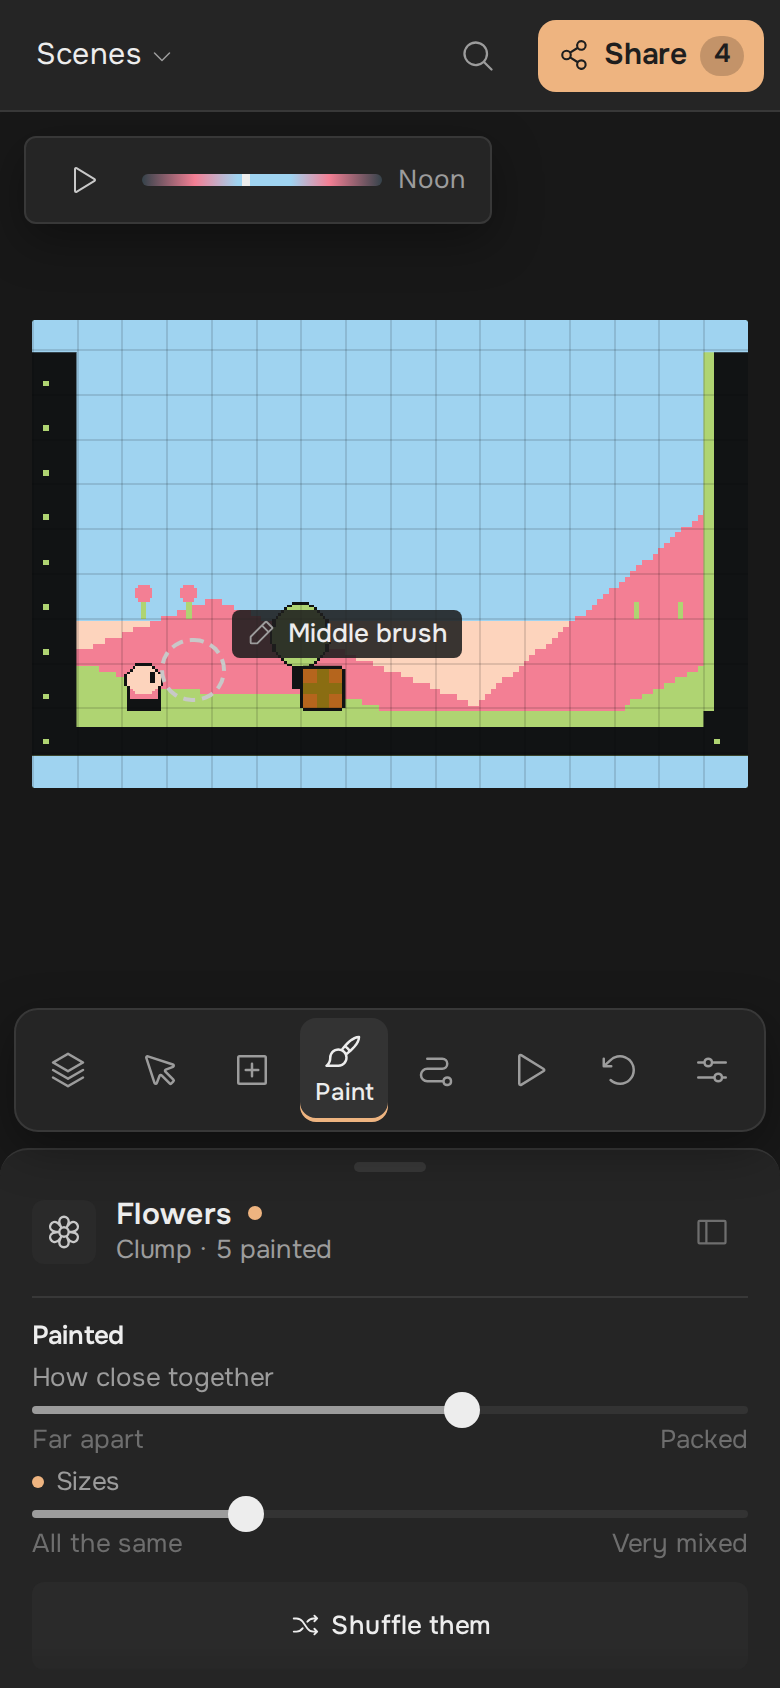 Scenes
Share 4
Noon
Middle brush
Paint
Flowers
Clump · 5 painted
Painted
How close together
Far apart Packed
Sizes
All the same Very mixed
Shuffle them